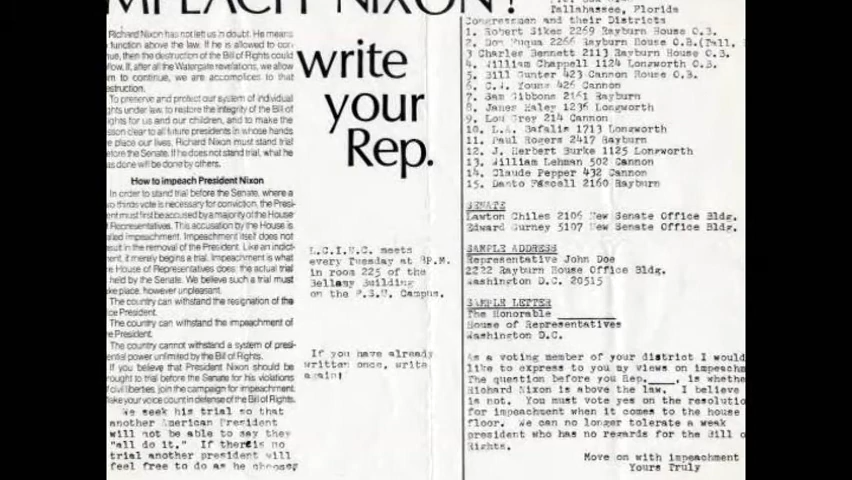 IMPEACH NIXON!
Richard Nixon has not left us in doubt. He means
function above the law. If he is allowed to con-
nue, then the destruction of the Bill of Rights could
low. If, after all the Watergate revelations, we allow
m to continue, we are accomplices to that
estruction.
To preserve and protect our system of individual
ghts under law; to restore the integrity of the Bill of
ights for us and our children, and to make the
sson clear to all future presidents in whose hands
e place our lives, Richard Nixon must stand trial
efore the Senate. If he does not stand trial, what he
as done will be done by others.
How to impeach President Nixon
In order to stand trial before the Senate, where a
o thirds vote is necessary for conviction, the Presi-
ent must first be accused by a majority of the House
f Representatives. This accusation by the House is
alled impeachment. Impeachment itself does not
sult in the removal of the President. Like an indict-
ent, it merely begins a trial. Impeachment is what
e House of Representatives does; the actual trial
held by the Senate. We believe such a trial must
ke place, however unpleasant.
The country can withstand the resignation of the
ce President.
The country can withstand the impeachment of
e President.
The country cannot withstand a system of presi-
ential power unlimited by the Bill of Rights.
If you believe that President Nixon should be
ought to trial before the Senate for his violations
f civil liberties, join the campaign for impeachment.
ake your voice count in defense of the Bill of Rights.
We seek his trial so that
another American President
will not be able to say they
"all do it." If there is no
trial another president will
feel free to do as he chooses
write
your
Rep.
L.C.I.V.C. meets
every Tuesday at 8P.M.
in room 225 of the
Bellamy Building
on the F.S.U. Campus.
If you have already
written once, write
again!
Tallahassee, Florida
Congressmen and their Districts
1. Robert Sikes 2269 Rayburn House O.B.
2. Don Fuqua 2266 Rayburn House O.B.(Tall.
3 Charles Bennett 2113 Rayburn House O.B.
4. William Chappell 1124 Longworth O.B.
5. Bill Gunter 423 Cannon House O.B.
6. C.W. Young 426 Cannon
7. Sam Gibbons 2161 Rayburn
8. James Haley 1236 Longworth
9. Lou Frey 214 Cannon
10. L.A. Bafalis 1713 Longworth
11. Paul Rogers 2417 Rayburn
12. J. Herbert Burke 1125 Longworth
13. William Lehman 502 Cannon
14. Claude Pepper 432 Cannon
15. Dante Fascell 2160 Rayburn
SENATE
Lawton Chiles 2106 New Senate Office Bldg.
Edward Gurney 5107 New Senate Office Bldg.
SAMPLE ADDRESS
Representative John Doe
2222 Rayburn House Office Bldg.
Washington D.C. 20515
SAMPLE LETTER
The Honorable ________
House of Representatives
Washington D.C.
As a voting member of your district I would
like to express to you my views on impeachm
The question before you Rep.____, is whethe
Richard Nixon is above the law. I believe
is not. You must vote yes on the resolutio
for impeachment when it comes to the house
floor. We can no longer tolerate a weak
president who has no regards for the Bill o
Rights.
Move on with impeachment
Yours Truly